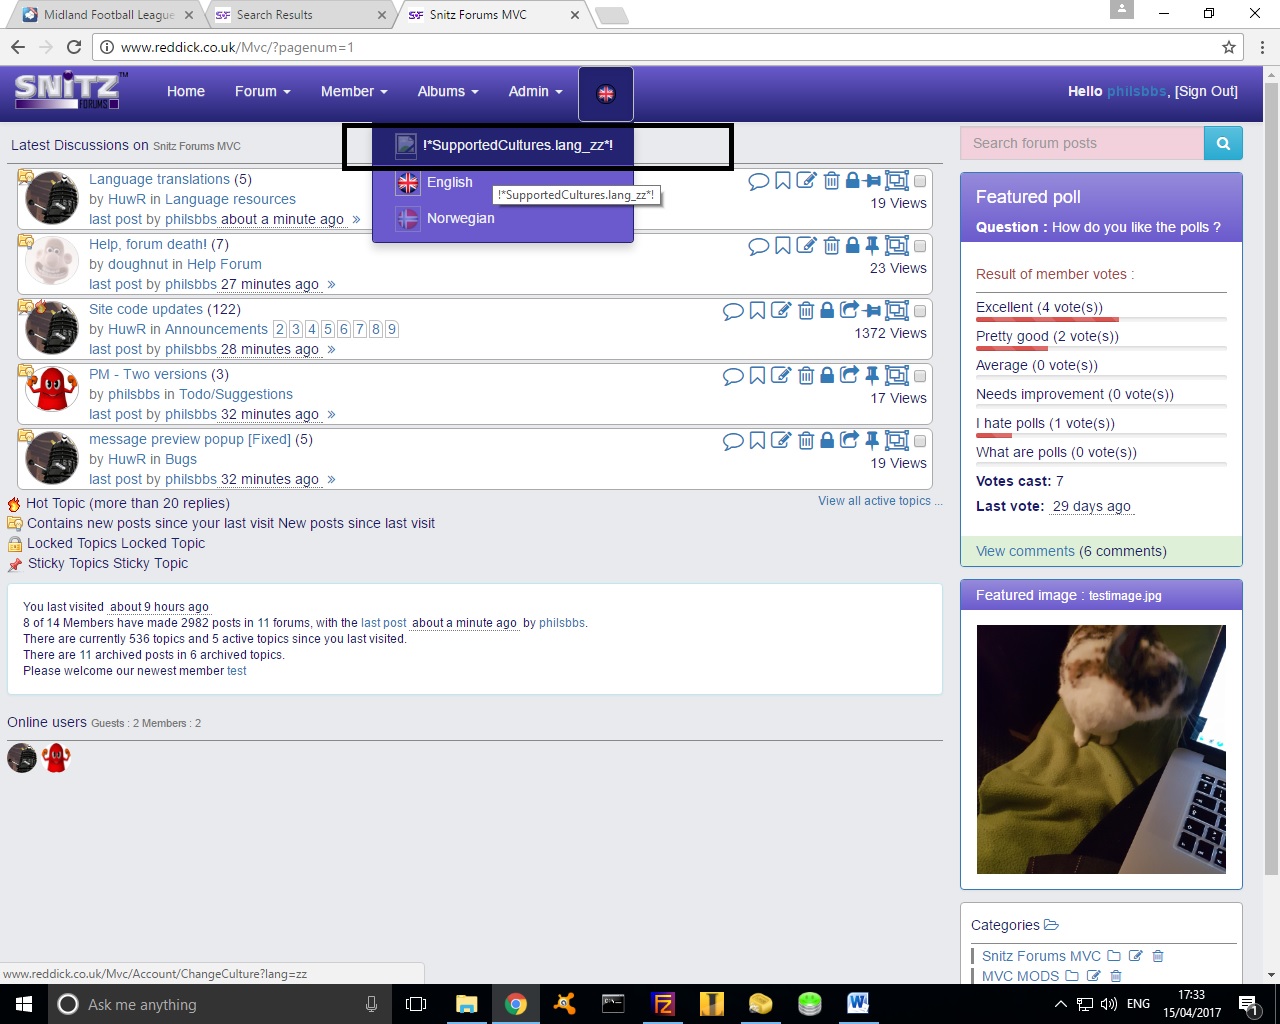 Midland Football League
Search Results
Snitz Forums MVC
www.reddick.co.uk/Mvc/?pagenum=1
SNiTZ™
FORUMS
Home
Forum
Member
Albums
Admin
Hello philsbbs, [Sign Out]
!*SupportedCultures.lang_zz*!
English
!*SupportedCultures.lang_zz*!
Norwegian
Latest Discussions on Snitz Forums MVC
Language translations (5)
by HuwR in Language resources
last post by philsbbs about a minute ago »
19 Views
Help, forum death! (7)
by doughnut in Help Forum
last post by philsbbs 27 minutes ago »
23 Views
Site code updates (122)
by HuwR in Announcements 2 3 4 5 6 7 8 9
last post by philsbbs 28 minutes ago »
1372 Views
PM - Two versions (3)
by philsbbs in Todo/Suggestions
last post by philsbbs 32 minutes ago »
17 Views
message preview popup [Fixed] (5)
by HuwR in Bugs
last post by philsbbs 32 minutes ago »
19 Views
Hot Topic (more than 20 replies)
View all active topics ...
Contains new posts since your last visit New posts since last visit
Locked Topics Locked Topic
Sticky Topics Sticky Topic
You last visited about 9 hours ago
8 of 14 Members have made 2982 posts in 11 forums, with the last post about a minute ago by philsbbs.
There are currently 536 topics and 5 active topics since you last visited.
There are 11 archived posts in 6 archived topics.
Please welcome our newest member test
Online users Guests : 2 Members : 2
Search forum posts
Featured poll
Question : How do you like the polls ?
Result of member votes :
Excellent (4 vote(s))
Pretty good (2 vote(s))
Average (0 vote(s))
Needs improvement (0 vote(s))
I hate polls (1 vote(s))
What are polls (0 vote(s))
Votes cast: 7
Last vote: 29 days ago
View comments (6 comments)
Featured image : testimage.jpg
Categories
Snitz Forums MVC
MVC MODS
www.reddick.co.uk/Mvc/Account/ChangeCulture?lang=zz
Ask me anything
ENG
17:33
15/04/2017
1